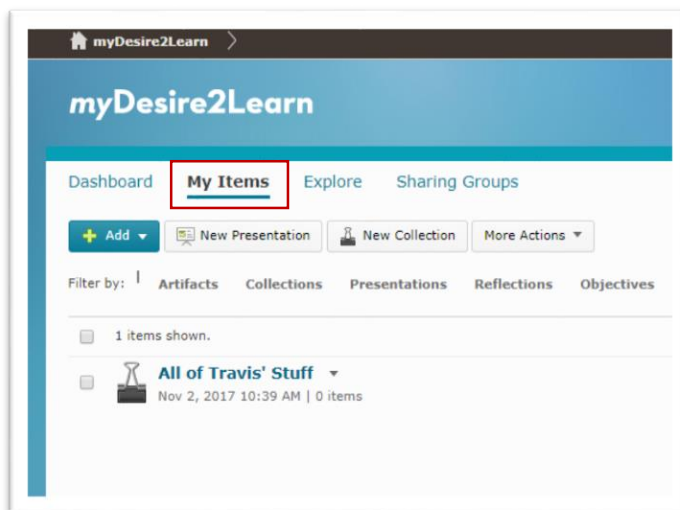 myDesire2Learn
myDesire2Learn
Dashboard My Items Explore Sharing Groups
Add New Presentation New Collection More Actions
Filter by: Artifacts Collections Presentations Reflections Objectives
1 items shown.
All of Travis' Stuff
Nov 2, 2017 10:39 AM | 0 items